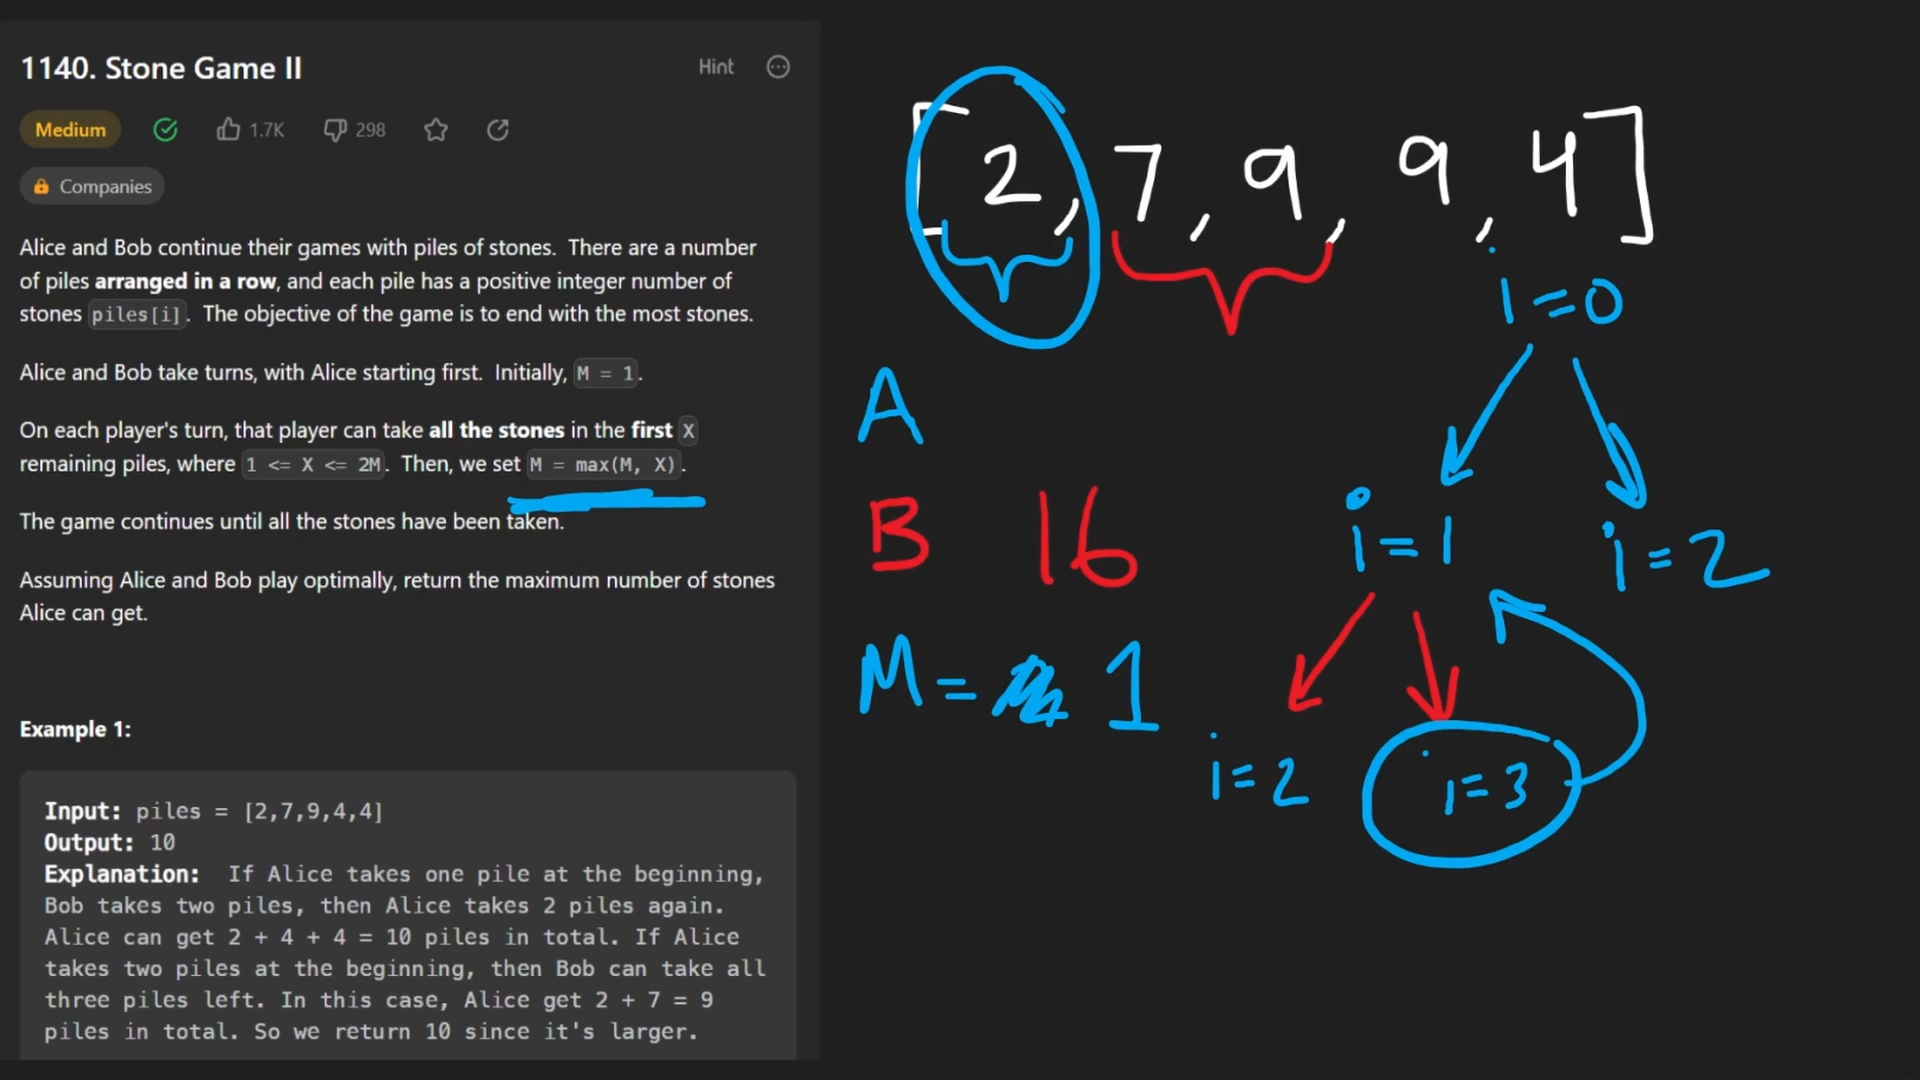 1140. Stone Game II
Hint
Medium
1.7K
298
Companies
Alice and Bob continue their games with piles of stones. There are a number
of piles arranged in a row, and each pile has a positive integer number of
stones piles[i]. The objective of the game is to end with the most stones.
Alice and Bob take turns, with Alice starting first. Initially, M = 1.
On each player's turn, that player can take all the stones in the first X
remaining piles, where 1 <= X <= 2M. Then, we set M = max(M, X).
The game continues until all the stones have been taken.
Assuming Alice and Bob play optimally, return the maximum number of stones
Alice can get.
Example 1:
Input: piles = [2,7,9,4,4]
Output: 10
Explanation: If Alice takes one pile at the beginning,
Bob takes two piles, then Alice takes 2 piles again.
Alice can get 2 + 4 + 4 = 10 piles in total. If Alice
takes two piles at the beginning, then Bob can take all
three piles left. In this case, Alice get 2 + 7 = 9
piles in total. So we return 10 since it's larger.
[2, 7, 9, 9, 4]
i=0
A
B 16
i=1
i=2
M= 1
i=2
i=3